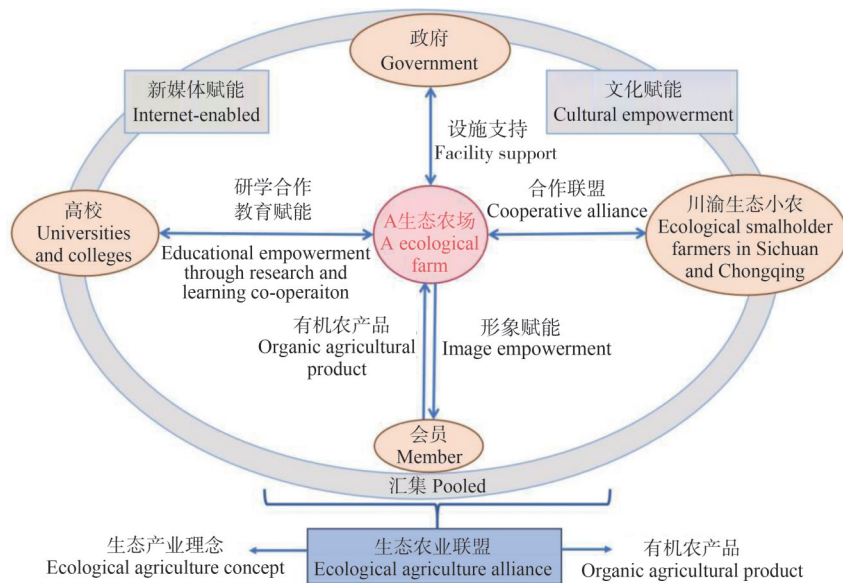 政府
Government
新媒体赋能
Internet-enabled
文化赋能
Cultural empowerment
设施支持
Facility support
高校
Universities
and colleges
研学合作
教育赋能
Educational empowerment
through research and
learning co-operaiton
A生态农场
A ecological
farm
合作联盟
Cooperative alliance
川渝生态小农
Ecological smallholder
farmers in Sichuan
and Chongqing
有机农产品
Organic agricultural
product
形象赋能
Image empowerment
会员
Member
汇集 Pooled
生态产业理念
Ecological agriculture concept
生态农业联盟
Ecological agriculture alliance
有机农产品
Organic agricultural product